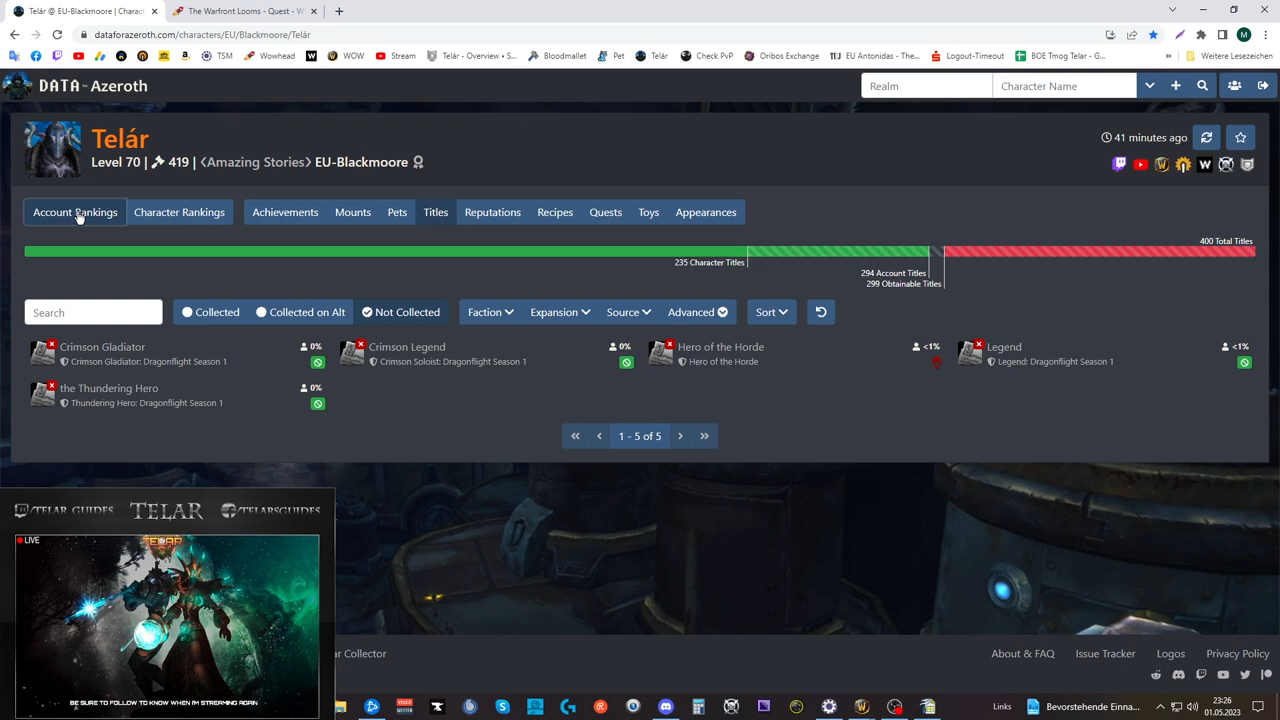 Telár @ EU-Blackmoore | Charact
The Warfront Looms - Quest - W
dataforazeroth.com/characters/EU/Blackmoore/Telár
TSM
Wowhead
WOW
Stream
Telár - Overview • S...
Bloodmallet
Pet
Telár
Check PvP
Oribos Exchange
EU Antonidas - The...
Logout-Timeout
BOE Tmog Telar - G...
»
Weitere Lesezeichen
DATA for Azeroth
Realm
Character Name
Telár
Level 70 | 419 | <Amazing Stories> EU-Blackmoore
41 minutes ago
Account Rankings
Character Rankings
Achievements
Mounts
Pets
Titles
Reputations
Recipes
Quests
Toys
Appearances
400 Total Titles
235 Character Titles
294 Account Titles
299 Obtainable Titles
Search
Collected
Collected on Alt
Not Collected
Faction
Expansion
Source
Advanced
Sort
Crimson Gladiator
0%
Crimson Gladiator: Dragonflight Season 1
Crimson Legend
0%
Crimson Soloist: Dragonflight Season 1
Hero of the Horde
<1%
Hero of the Horde
Legend
<1%
Legend: Dragonflight Season 1
the Thundering Hero
0%
Thundering Hero: Dragonflight Season 1
1 - 5 of 5
/TELAR GUIDES
TELAR
/TELARSGUIDES
LIVE
TELAR
BE SURE TO FOLLOW TO KNOW WHEN I'M STREAMING AGAIN
ar Collector
About & FAQ
Issue Tracker
Logos
Privacy Policy
Links
Bevorstehende Einna...
23:26
01.05.2023